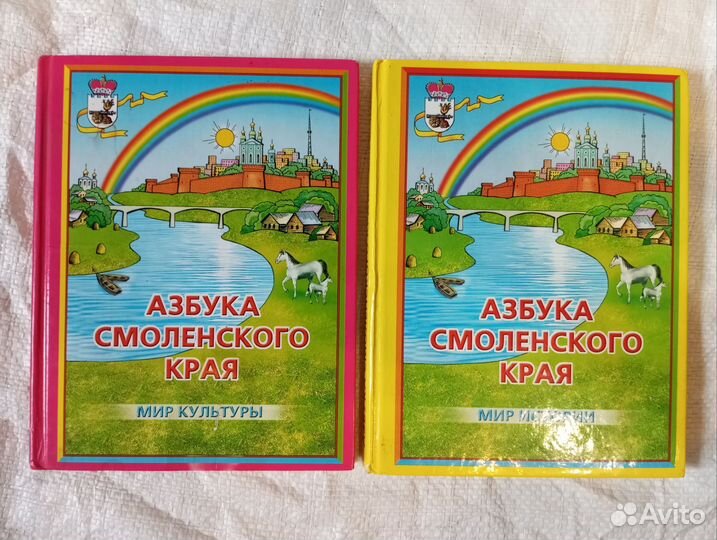 АЗБУКА
СМОЛЕНСКОГО
КРАЯ
МИР КУЛЬТУРЫ
АЗБУКА
СМОЛЕНСКОГО
КРАЯ
МИР ИСТОРИИ
Avito